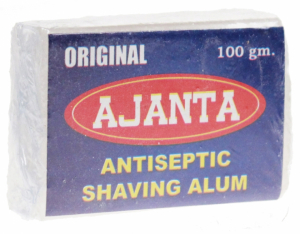 ORIGINAL 100 gm.
AJANTA
ANTISEPTIC
SHAVING ALUM